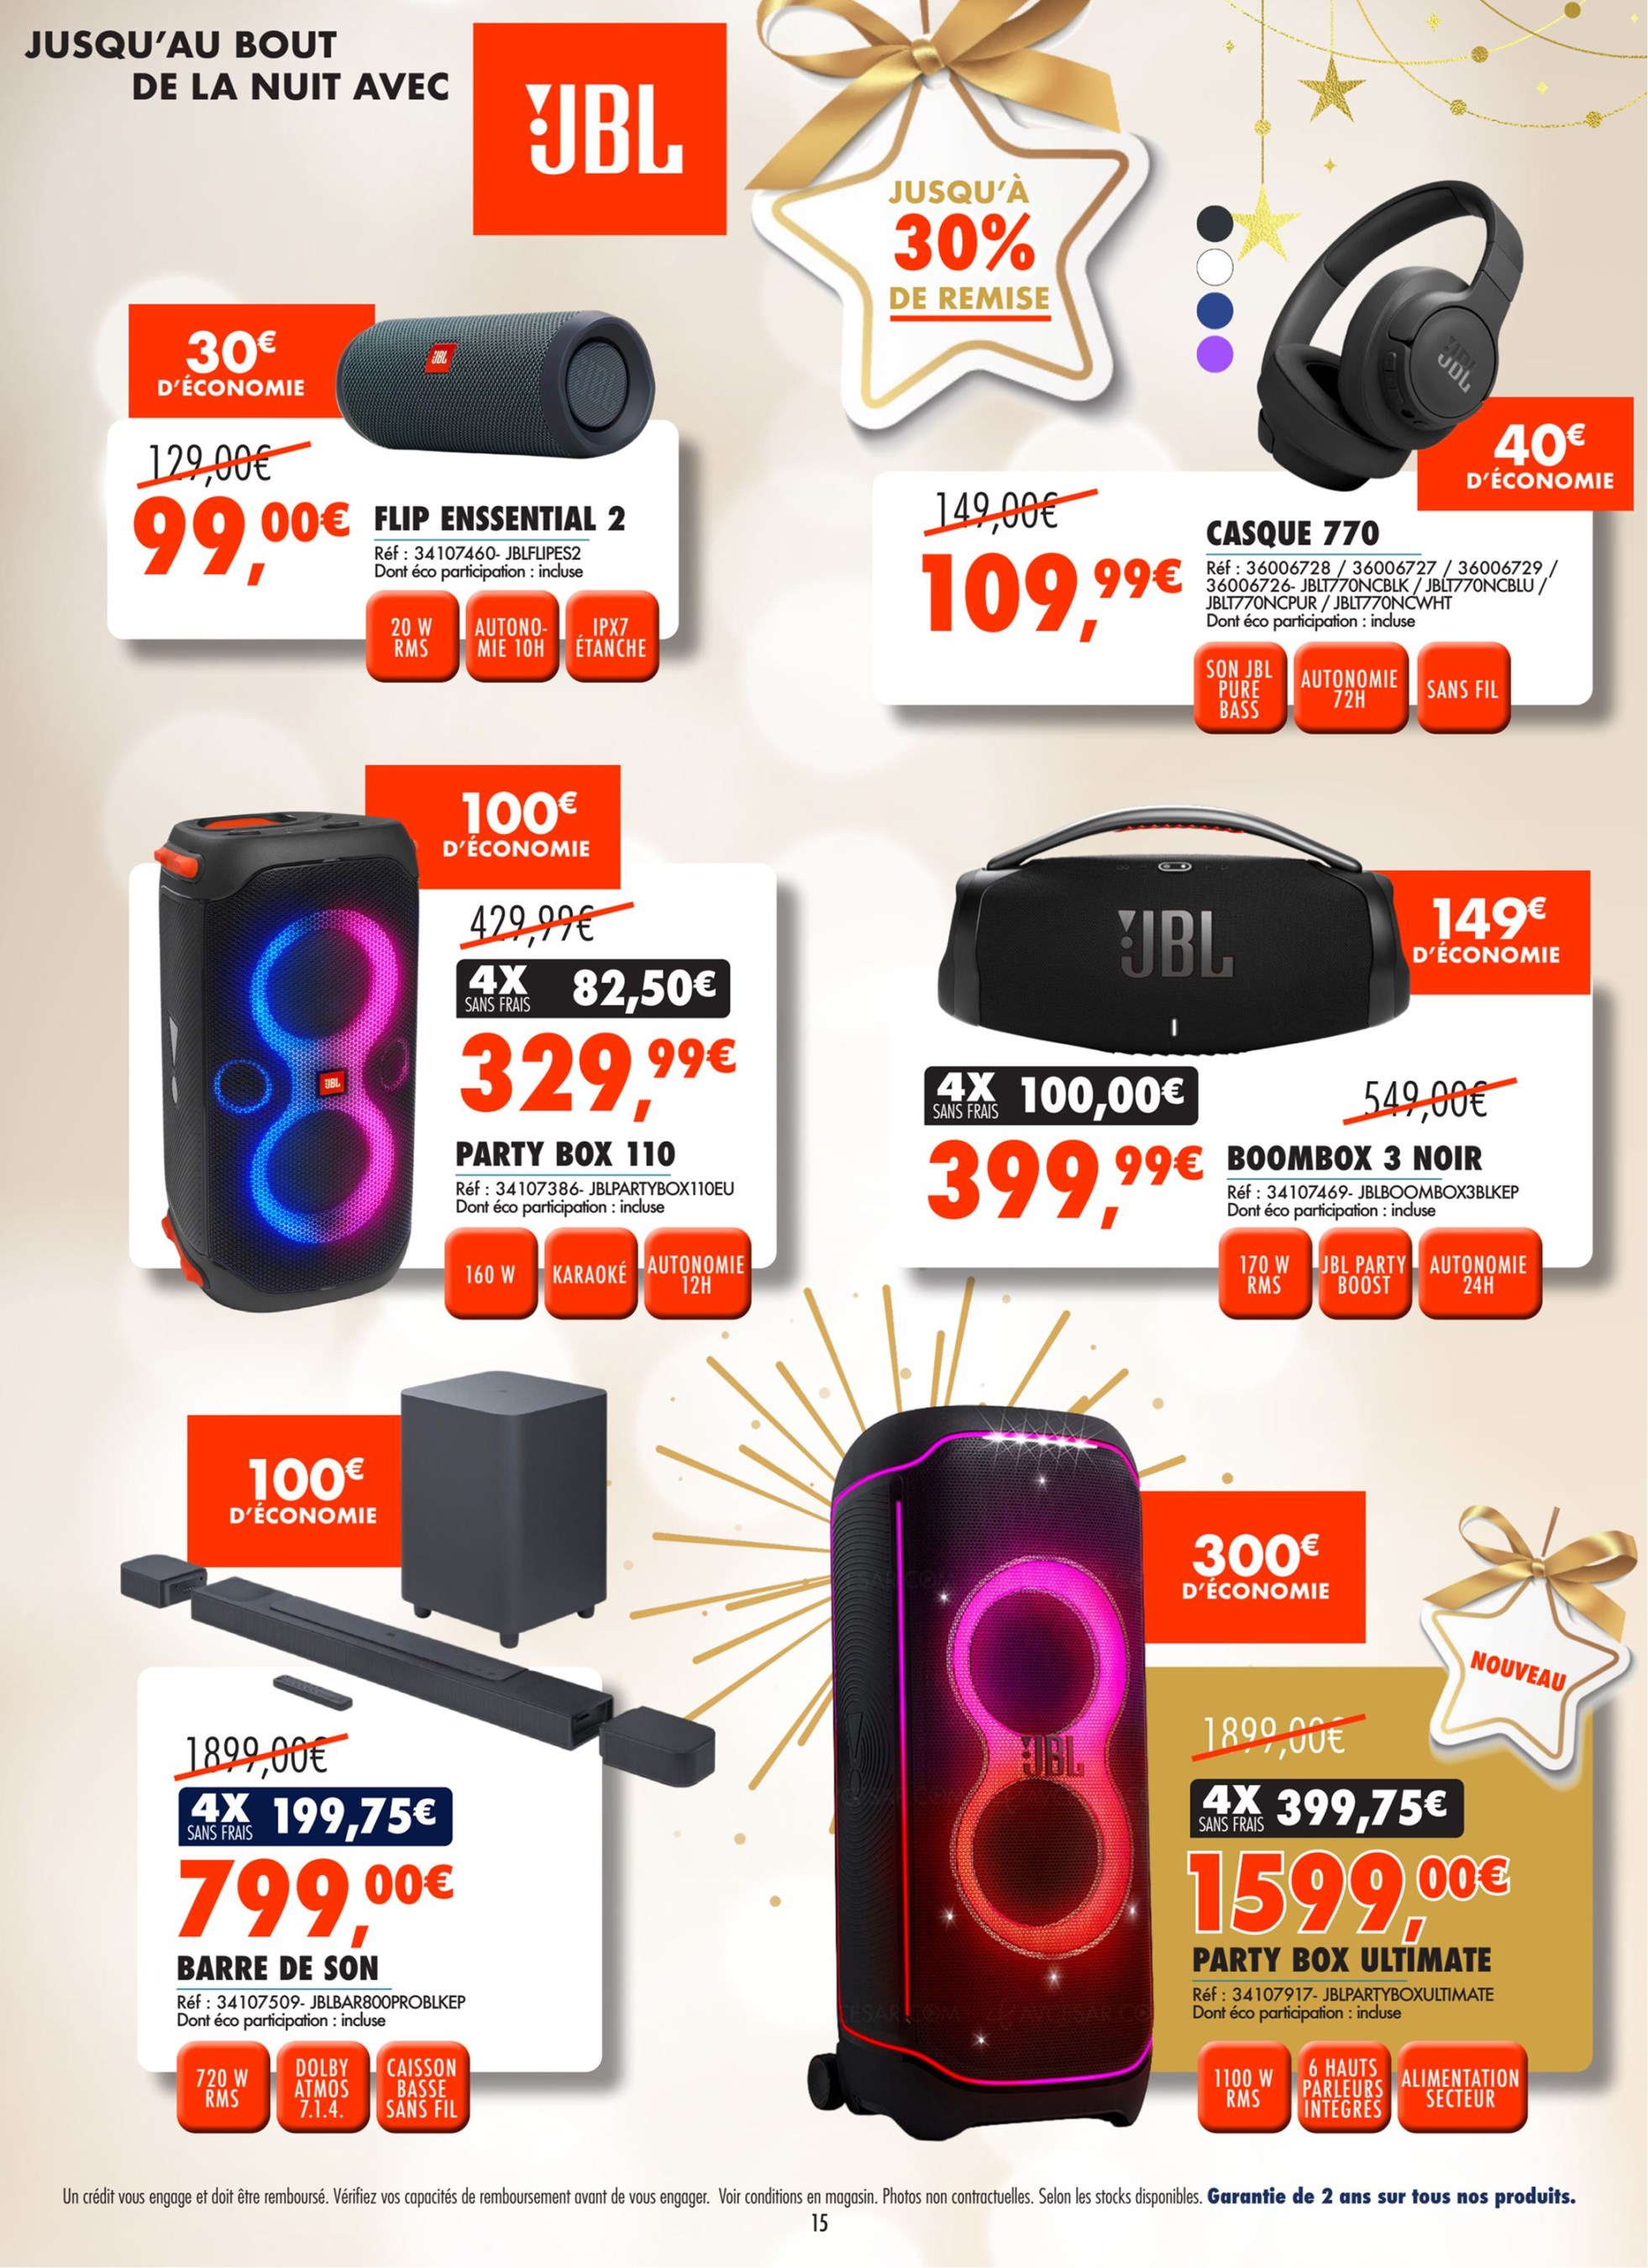 JUSQU'AU BOUT
DE LA NUIT AVEC
JBL
JUSQU'À
30%
DE REMISE
30€
D'ÉCONOMIE
JBL
129,00€
99,00€
FLIP ENSSENTIAL 2
Réf : 34107460- JBLFLIPES2
Dont éco participation : incluse
20 W
RMS
AUTONO-
MIE 10H
IPX7
ÉTANCHE
JBL
40€
D'ÉCONOMIE
149,00€
109,99€
CASQUE 770
Réf : 36006728 / 36006727 / 36006729 /
36006726- JBLT770NCBLK / JBLT770NCBLU /
JBLT770NCPUR / JBLT770NCWHT
Dont éco participation : incluse
SON JBL
PURE
BASS
AUTONOMIE
72H
SANS FIL
100€
D'ÉCONOMIE
429,99€
4X
SANS FRAIS
82,50€
329,99€
JBL
PARTY BOX 110
Réf : 34107386- JBLPARTYBOX110EU
Dont éco participation : incluse
160 W
KARAOKÉ
AUTONOMIE
12H
JBL
149€
D'ÉCONOMIE
4X
SANS FRAIS
100,00€
549,00€
399,99€
BOOMBOX 3 NOIR
Réf : 34107469- JBLBOOMBOX3BLKEP
Dont éco participation : incluse
170 W
RMS
JBL PARTY
BOOST
AUTONOMIE
24H
100€
D'ÉCONOMIE
1899,00€
4X
SANS FRAIS
199,75€
799,00€
BARRE DE SON
Réf : 34107509- JBLBAR800PROBLKEP
Dont éco participation : incluse
720 W
RMS
DOLBY
ATMOS
7.1.4.
CAISSON
BASSE
SANS FIL
300€
D'ÉCONOMIE
NOUVEAU
JBL
1899,00€
4X
SANS FRAIS
399,75€
1599,00€
PARTY BOX ULTIMATE
Réf : 34107917- JBLPARTYBOXULTIMATE
Dont éco participation : incluse
1100 W
RMS
6 HAUTS
PARLEURS
INTEGRES
ALIMENTATION
SECTEUR
Un crédit vous engage et doit être remboursé. Vérifiez vos capacités de remboursement avant de vous engager. Voir conditions en magasin. Photos non contractuelles. Selon les stocks disponibles. Garantie de 2 ans sur tous nos produits.
15